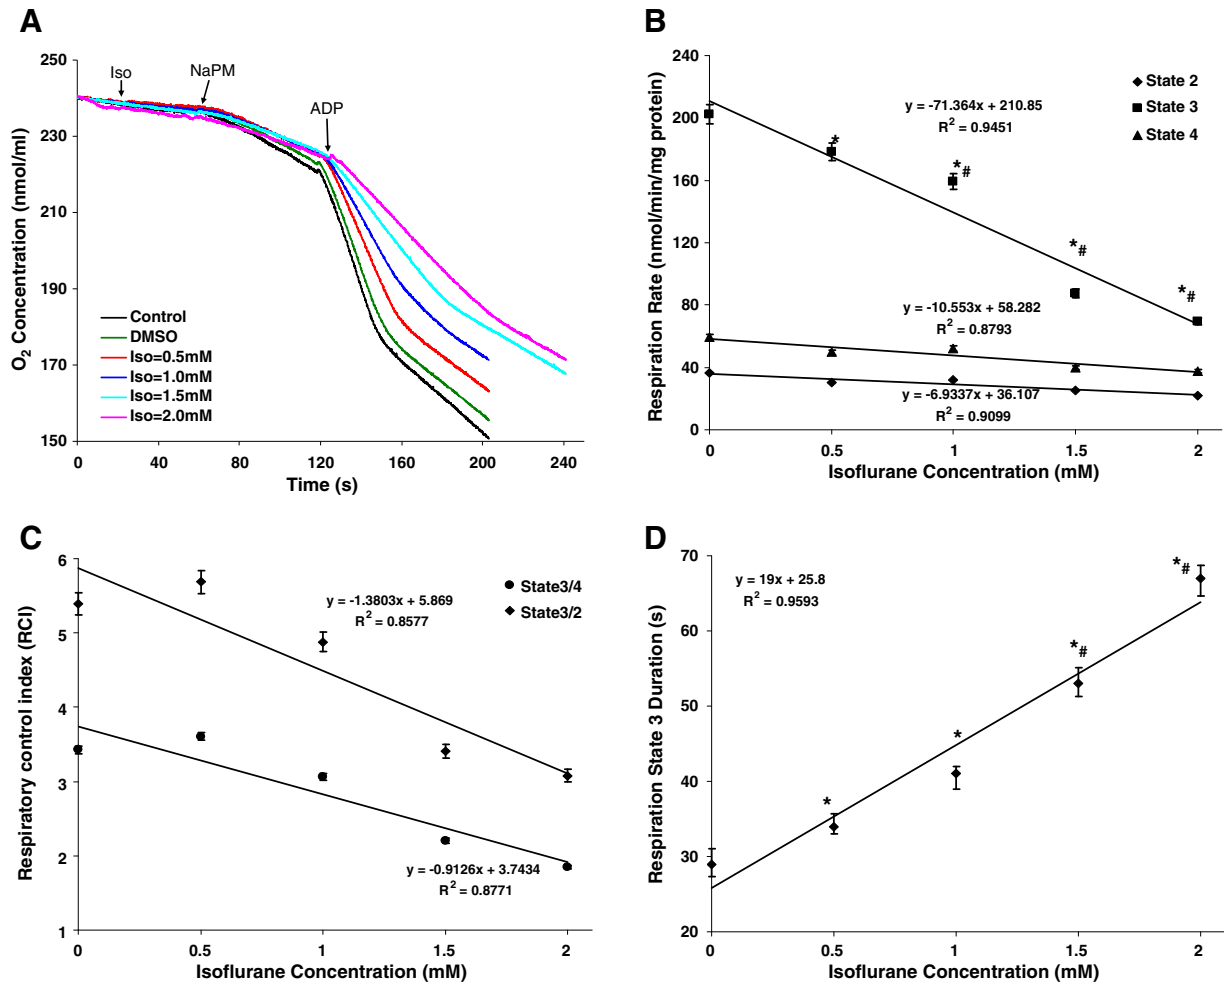 A
250
230
210
190
170
150
O2 Concentration (nmol/ml)
Iso
NaPM
ADP
Control
DMSO
Iso=0.5mM
Iso=1.0mM
Iso=1.5mM
Iso=2.0mM
0 40 80 120 160 200 240
Time (s)
B
240
200
160
120
80
40
0
Respiration Rate (nmol/min/mg protein)
State 2
State 3
State 4
y = -71.364x + 210.85
R2 = 0.9451
*
*#
*#
*#
y = -10.553x + 58.282
R2 = 0.8793
y = -6.9337x + 36.107
R2 = 0.9099
0 0.5 1 1.5 2
Isoflurane Concentration (mM)
C
6
5
4
3
2
1
Respiratory control index (RCI)
State3/4
State3/2
y = -1.3803x + 5.869
R2 = 0.8577
y = -0.9126x + 3.7434
R2 = 0.8771
0 0.5 1 1.5 2
Isoflurane Concentration (mM)
D
70
60
50
40
30
20
Respiration State 3 Duration (s)
y = 19x + 25.8
R2 = 0.9593
*
*
*#
*#
0 0.5 1 1.5 2
Isoflurane Concentration (mM)